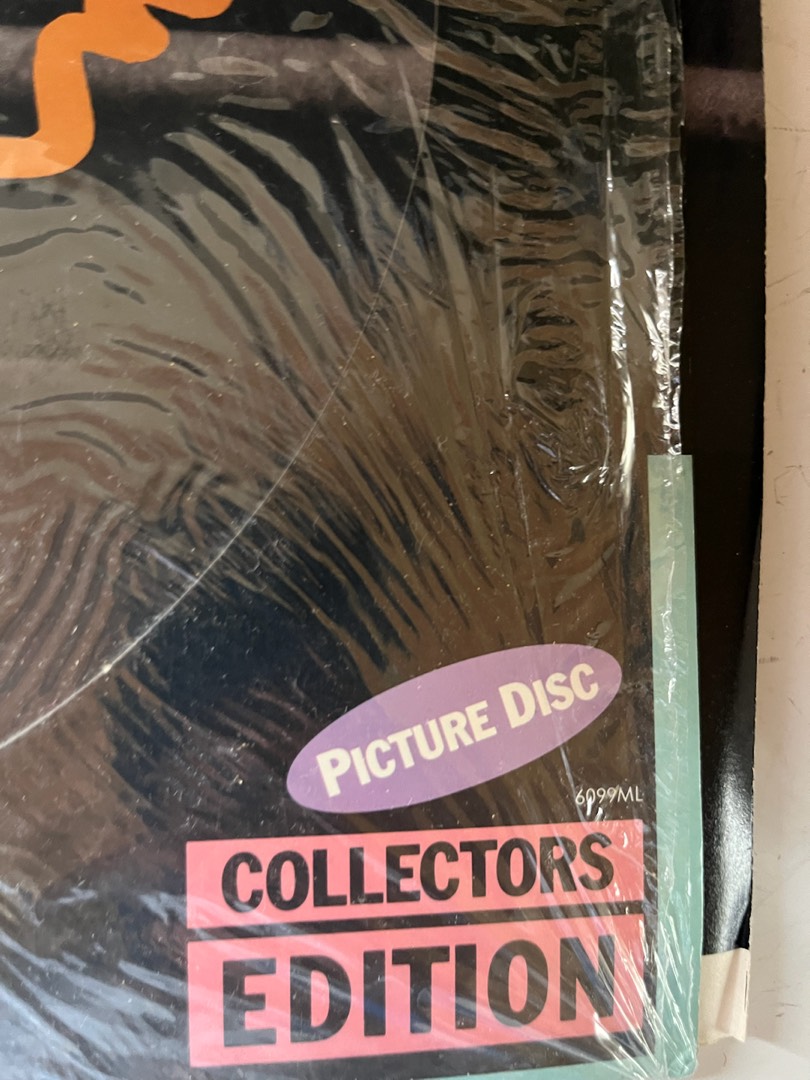 PICTURE DISC
6099ML
COLLECTORS
EDITION